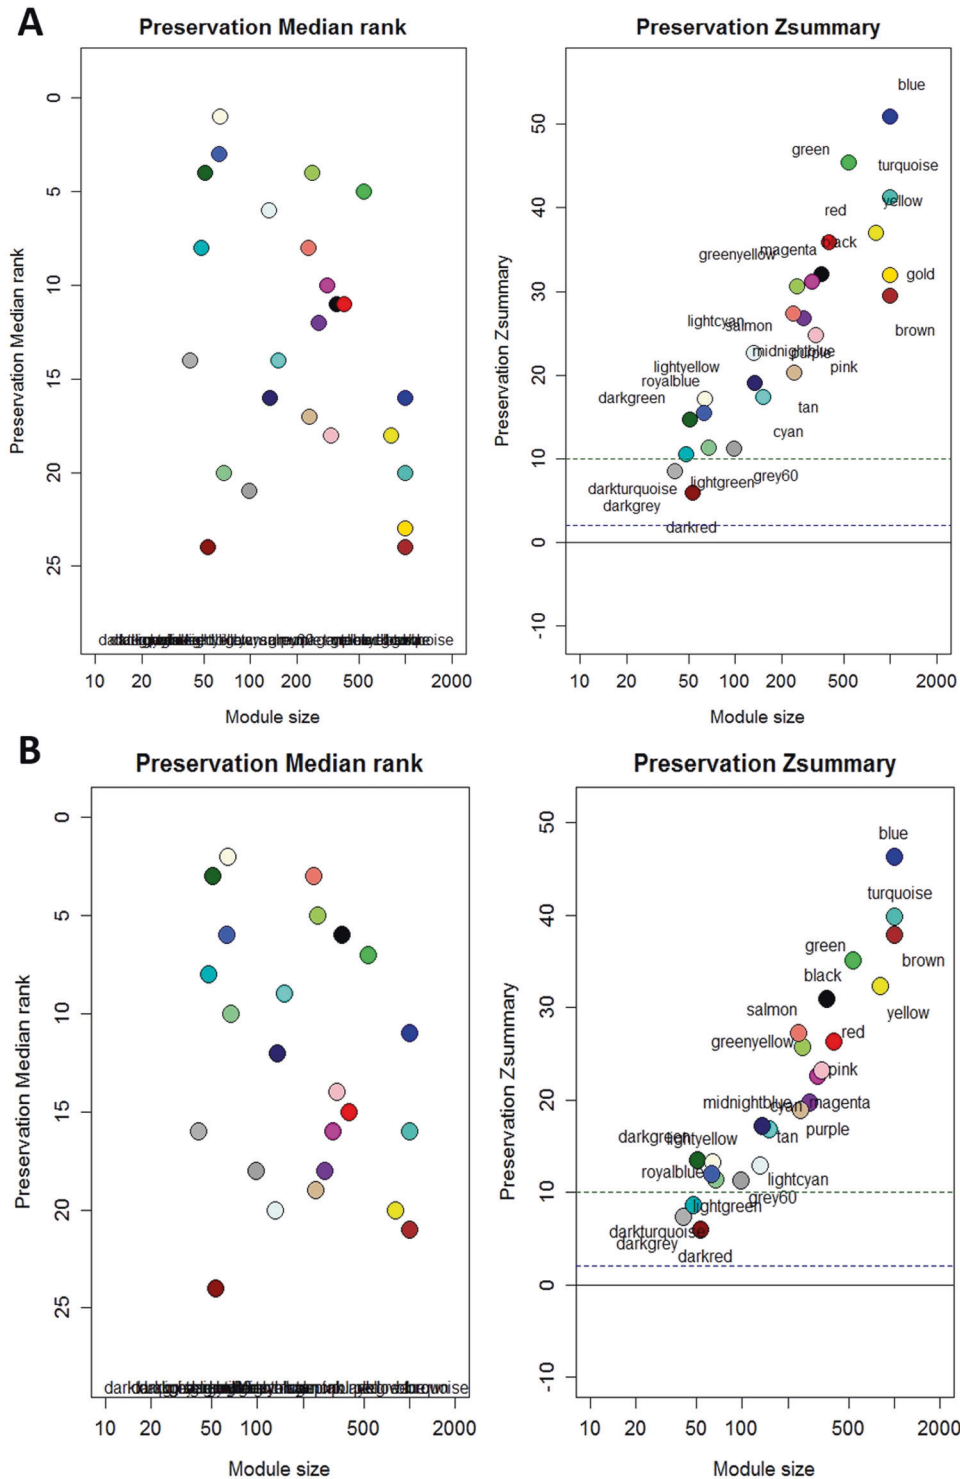 A
Preservation Median rank
Preservation Median rank
0
5
10
15
20
25
10 20 50 100 200 500 2000
Module size
Preservation Zsummary
Preservation Zsummary
50
40
30
20
10
0
-10
blue
green
turquoise
yellow
red
black
magenta
greenyellow
gold
lightcyan
salmon
brown
midnightblue
purple
pink
lightyellow
royalblue
darkgreen
tan
cyan
grey60
lightgreen
darkturquoise
darkgrey
darkred
10 20 50 100 200 500 2000
Module size
B
Preservation Median rank
Preservation Median rank
0
5
10
15
20
25
10 20 50 100 500 2000
Module size
Preservation Zsummary
Preservation Zsummary
50
40
30
20
10
0
-10
blue
turquoise
green
brown
black
yellow
salmon
red
greenyellow
pink
midnightblue
cyan
magenta
darkgreen
lightyellow
tan
purple
royalblue
lightcyan
grey60
lightgreen
darkturquoise
darkgrey
darkred
10 20 50 100 500 2000
Module size